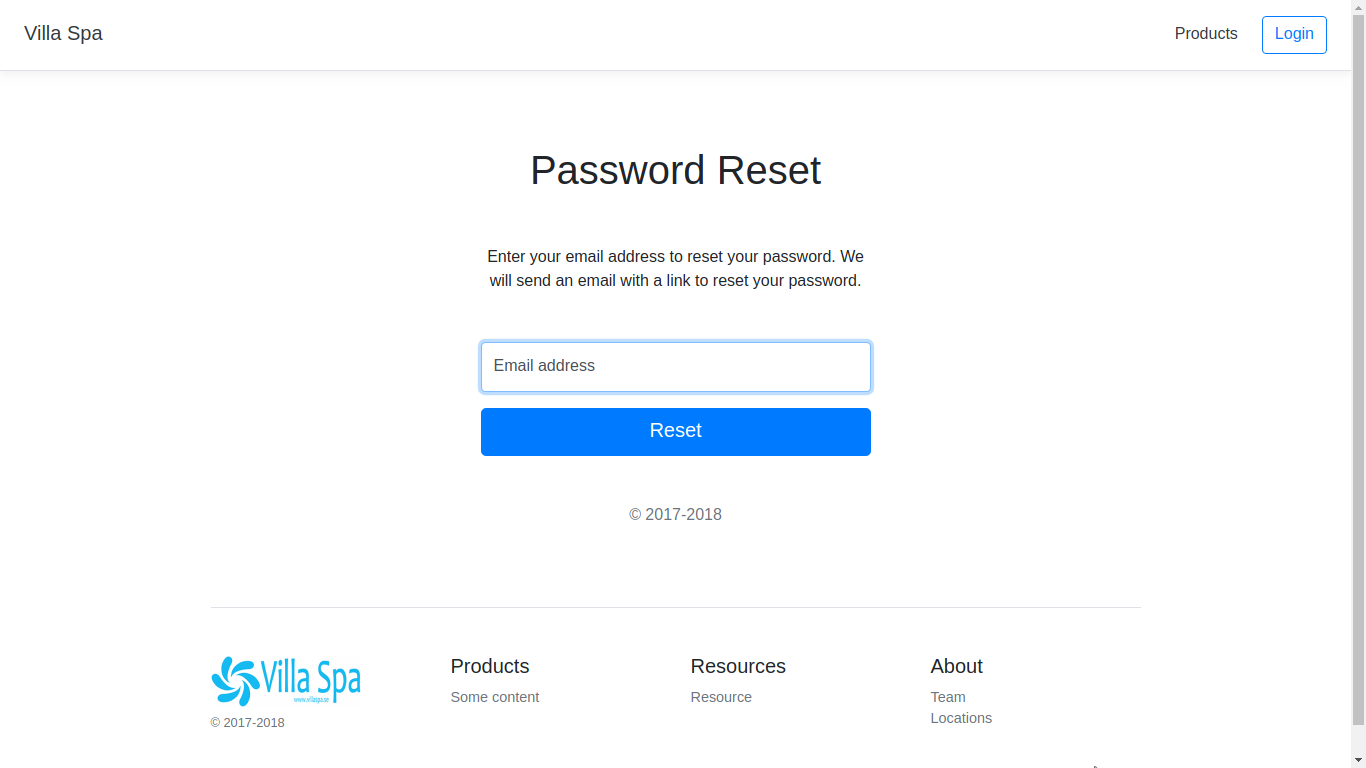 Villa Spa
Products
Login
Password Reset
Enter your email address to reset your password. We
will send an email with a link to reset your password.
Email address
Reset
© 2017-2018
Villa Spa
www.villaspa.se
© 2017-2018
Products
Some content
Resources
Resource
About
Team
Locations